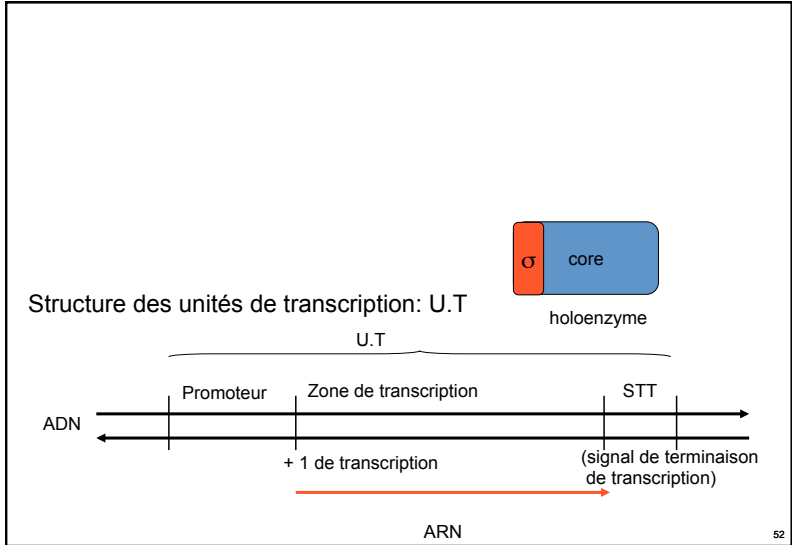 σ core
holoenzyme
Structure des unités de transcription: U.T
U.T
Promoteur Zone de transcription STT
ADN
+ 1 de transcription
(signal de terminaison
de transcription)
ARN
52